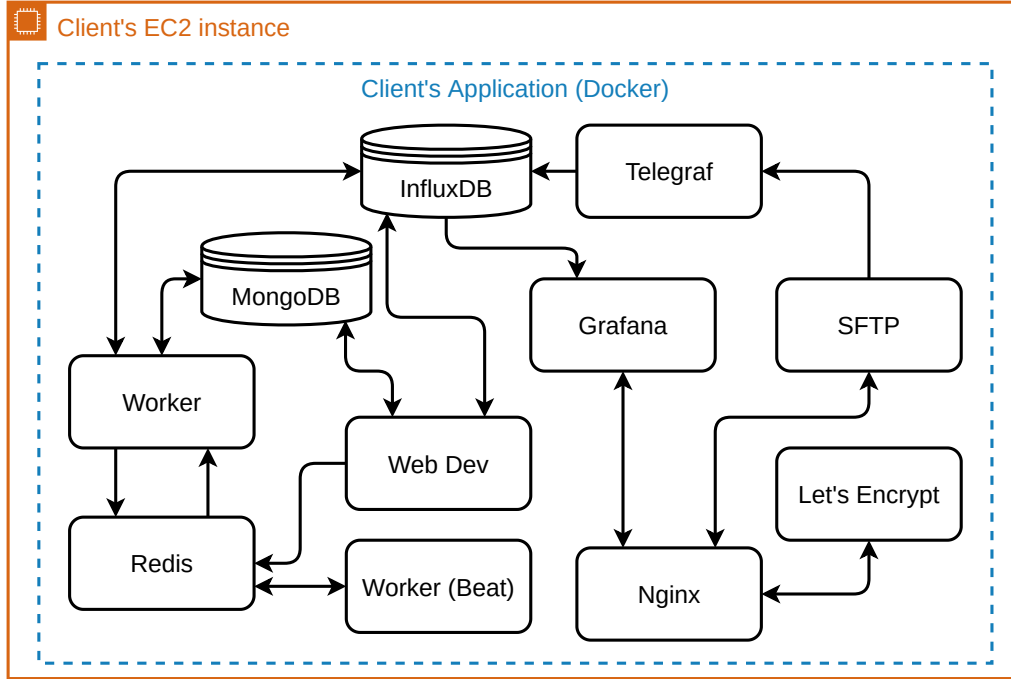 Client's EC2 instance
Client's Application (Docker)
InfluxDB
Telegraf
MongoDB
Grafana
SFTP
Worker
Web Dev
Let's Encrypt
Redis
Worker (Beat)
Nginx